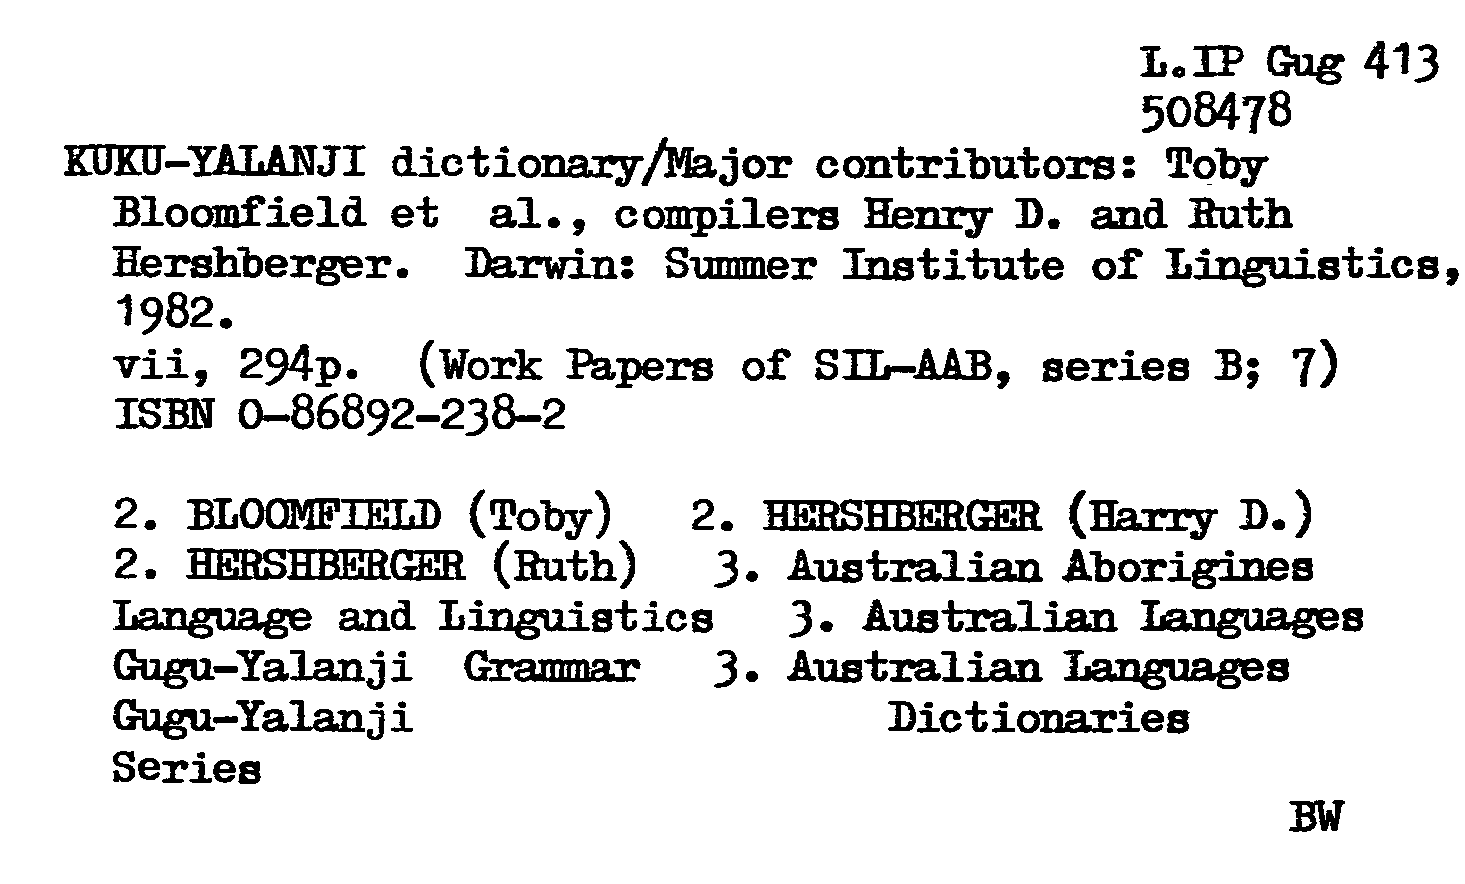 L.IP Gug 413
508478
KUKU-YALANJI dictionary/Major contributors: Toby
Bloomfield et al., compilers Henry D. and Ruth
Hershberger. Darwin: Summer Institute of Linguistics,
1982.
vii, 294p. (Work Papers of SIL-AAB, series B; 7)
ISBN 0-86892-238-2
2. BLOOMFIELD (Toby) 2. HERSHBERGER (Harry D.)
2. HERSHBERGER (Ruth) 3. Australian Aborigines
Language and Linguistics 3. Australian Languages
Gugu-Yalanji Grammar 3. Australian Languages
Gugu-Yalanji Dictionaries
Series
BW